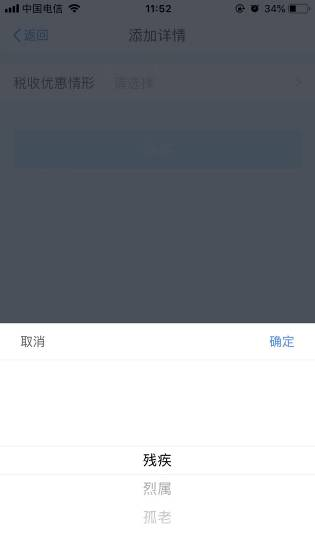 中国电信 11:52 34%
返回 添加详情
税收优惠情形 请选择
取消 确定
残疾
烈属
孤老